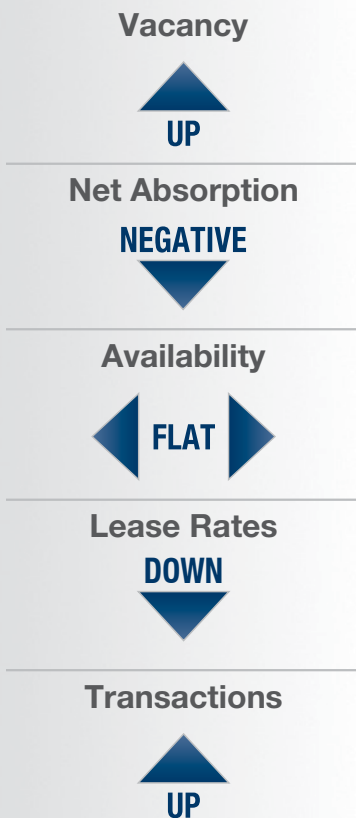 Vacancy
UP
Net Absorption
NEGATIVE
Availability
FLAT
Lease Rates
DOWN
Transactions
UP